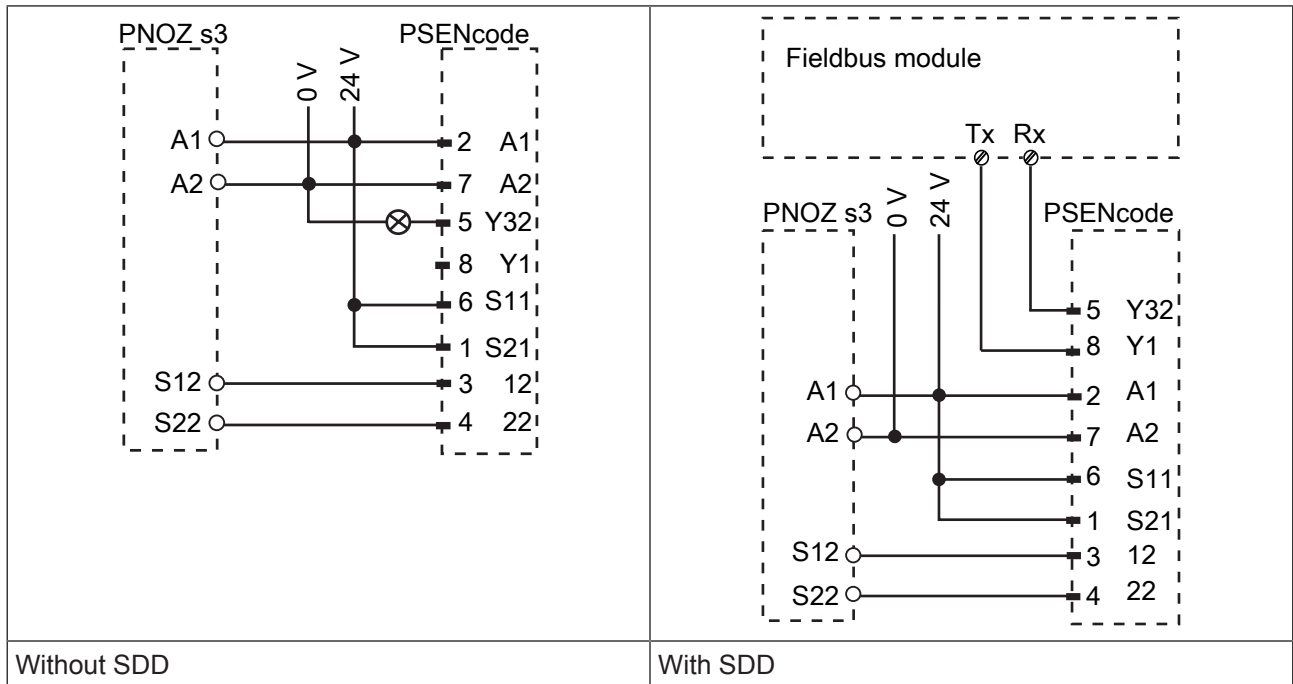 PNOZ s3 PSENcode
0 V
24 V
A1 2 A1
A2 7 A2
5 Y32
8 Y1
6 S11
1 S21
S12 3 12
S22 4 22
Without SDD
Fieldbus module
Tx Rx
PNOZ s3 PSENcode
0 V
24 V
5 Y32
8 Y1
A1 2 A1
A2 7 A2
6 S11
1 S21
S12 3 12
S22 4 22
With SDD